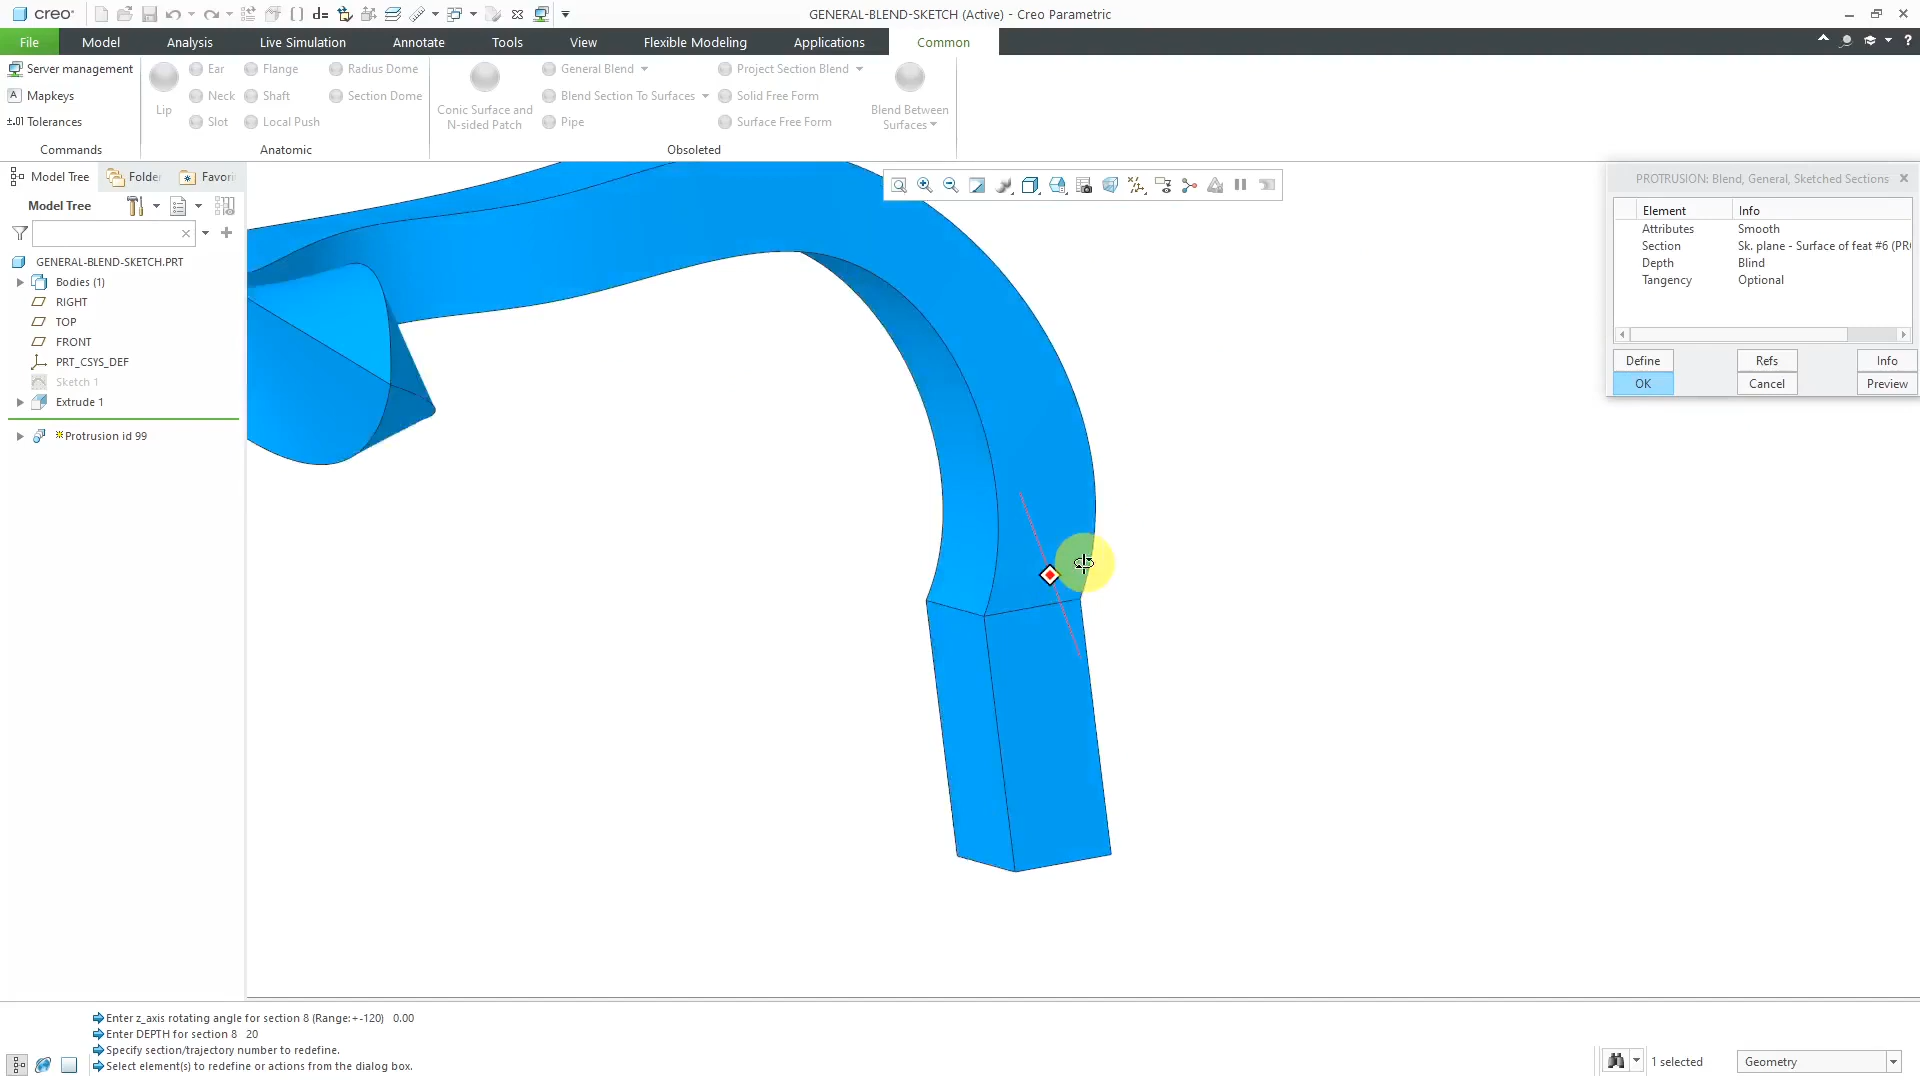 creo
GENERAL-BLEND-SKETCH (Active) - Creo Parametric
File Model Analysis Live Simulation Annotate Tools View Flexible Modeling Applications Common
Server management
Mapkeys
Tolerances
Commands
Lip
Ear
Neck
Slot
Flange
Shaft
Local Push
Radius Dome
Section Dome
Anatomic
Conic Surface and
N-sided Patch
General Blend
Blend Section To Surfaces
Pipe
Project Section Blend
Solid Free Form
Surface Free Form
Blend Between
Surfaces
Obsoleted
Model Tree Folder Favori
Model Tree
GENERAL-BLEND-SKETCH.PRT
Bodies (1)
RIGHT
TOP
FRONT
PRT_CSYS_DEF
Sketch 1
Extrude 1
Protrusion id 99
PROTRUSION: Blend, General, Sketched Sections
Element Info
Attributes Smooth
Section Sk. plane - Surface of feat #6 (PR
Depth Blind
Tangency Optional
Define Refs Info
OK Cancel Preview
Enter z_axis rotating angle for section 8 (Range:+-120) 0.00
Enter DEPTH for section 8 20
Specify section/trajectory number to redefine.
Select element(s) to redefine or actions from the dialog box.
1 selected
Geometry